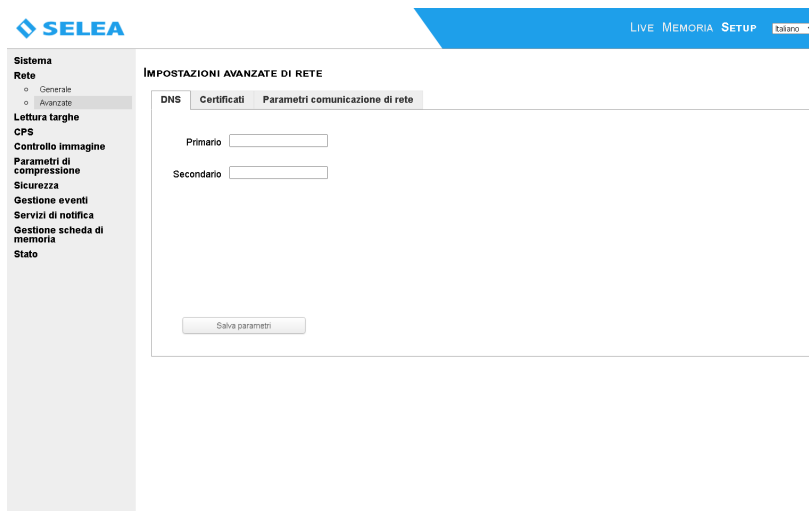 SELEA
LIVE MEMORIA SETUP Italiano
Sistema
Rete
Generale
Avanzate
Lettura targhe
CPS
Controllo immagine
Parametri di
compressione
Sicurezza
Gestione eventi
Servizi di notifica
Gestione scheda di
memoria
Stato
IMPOSTAZIONI AVANZATE DI RETE
DNS Certificati Parametri comunicazione di rete
Primario
Secondario
Salva parametri